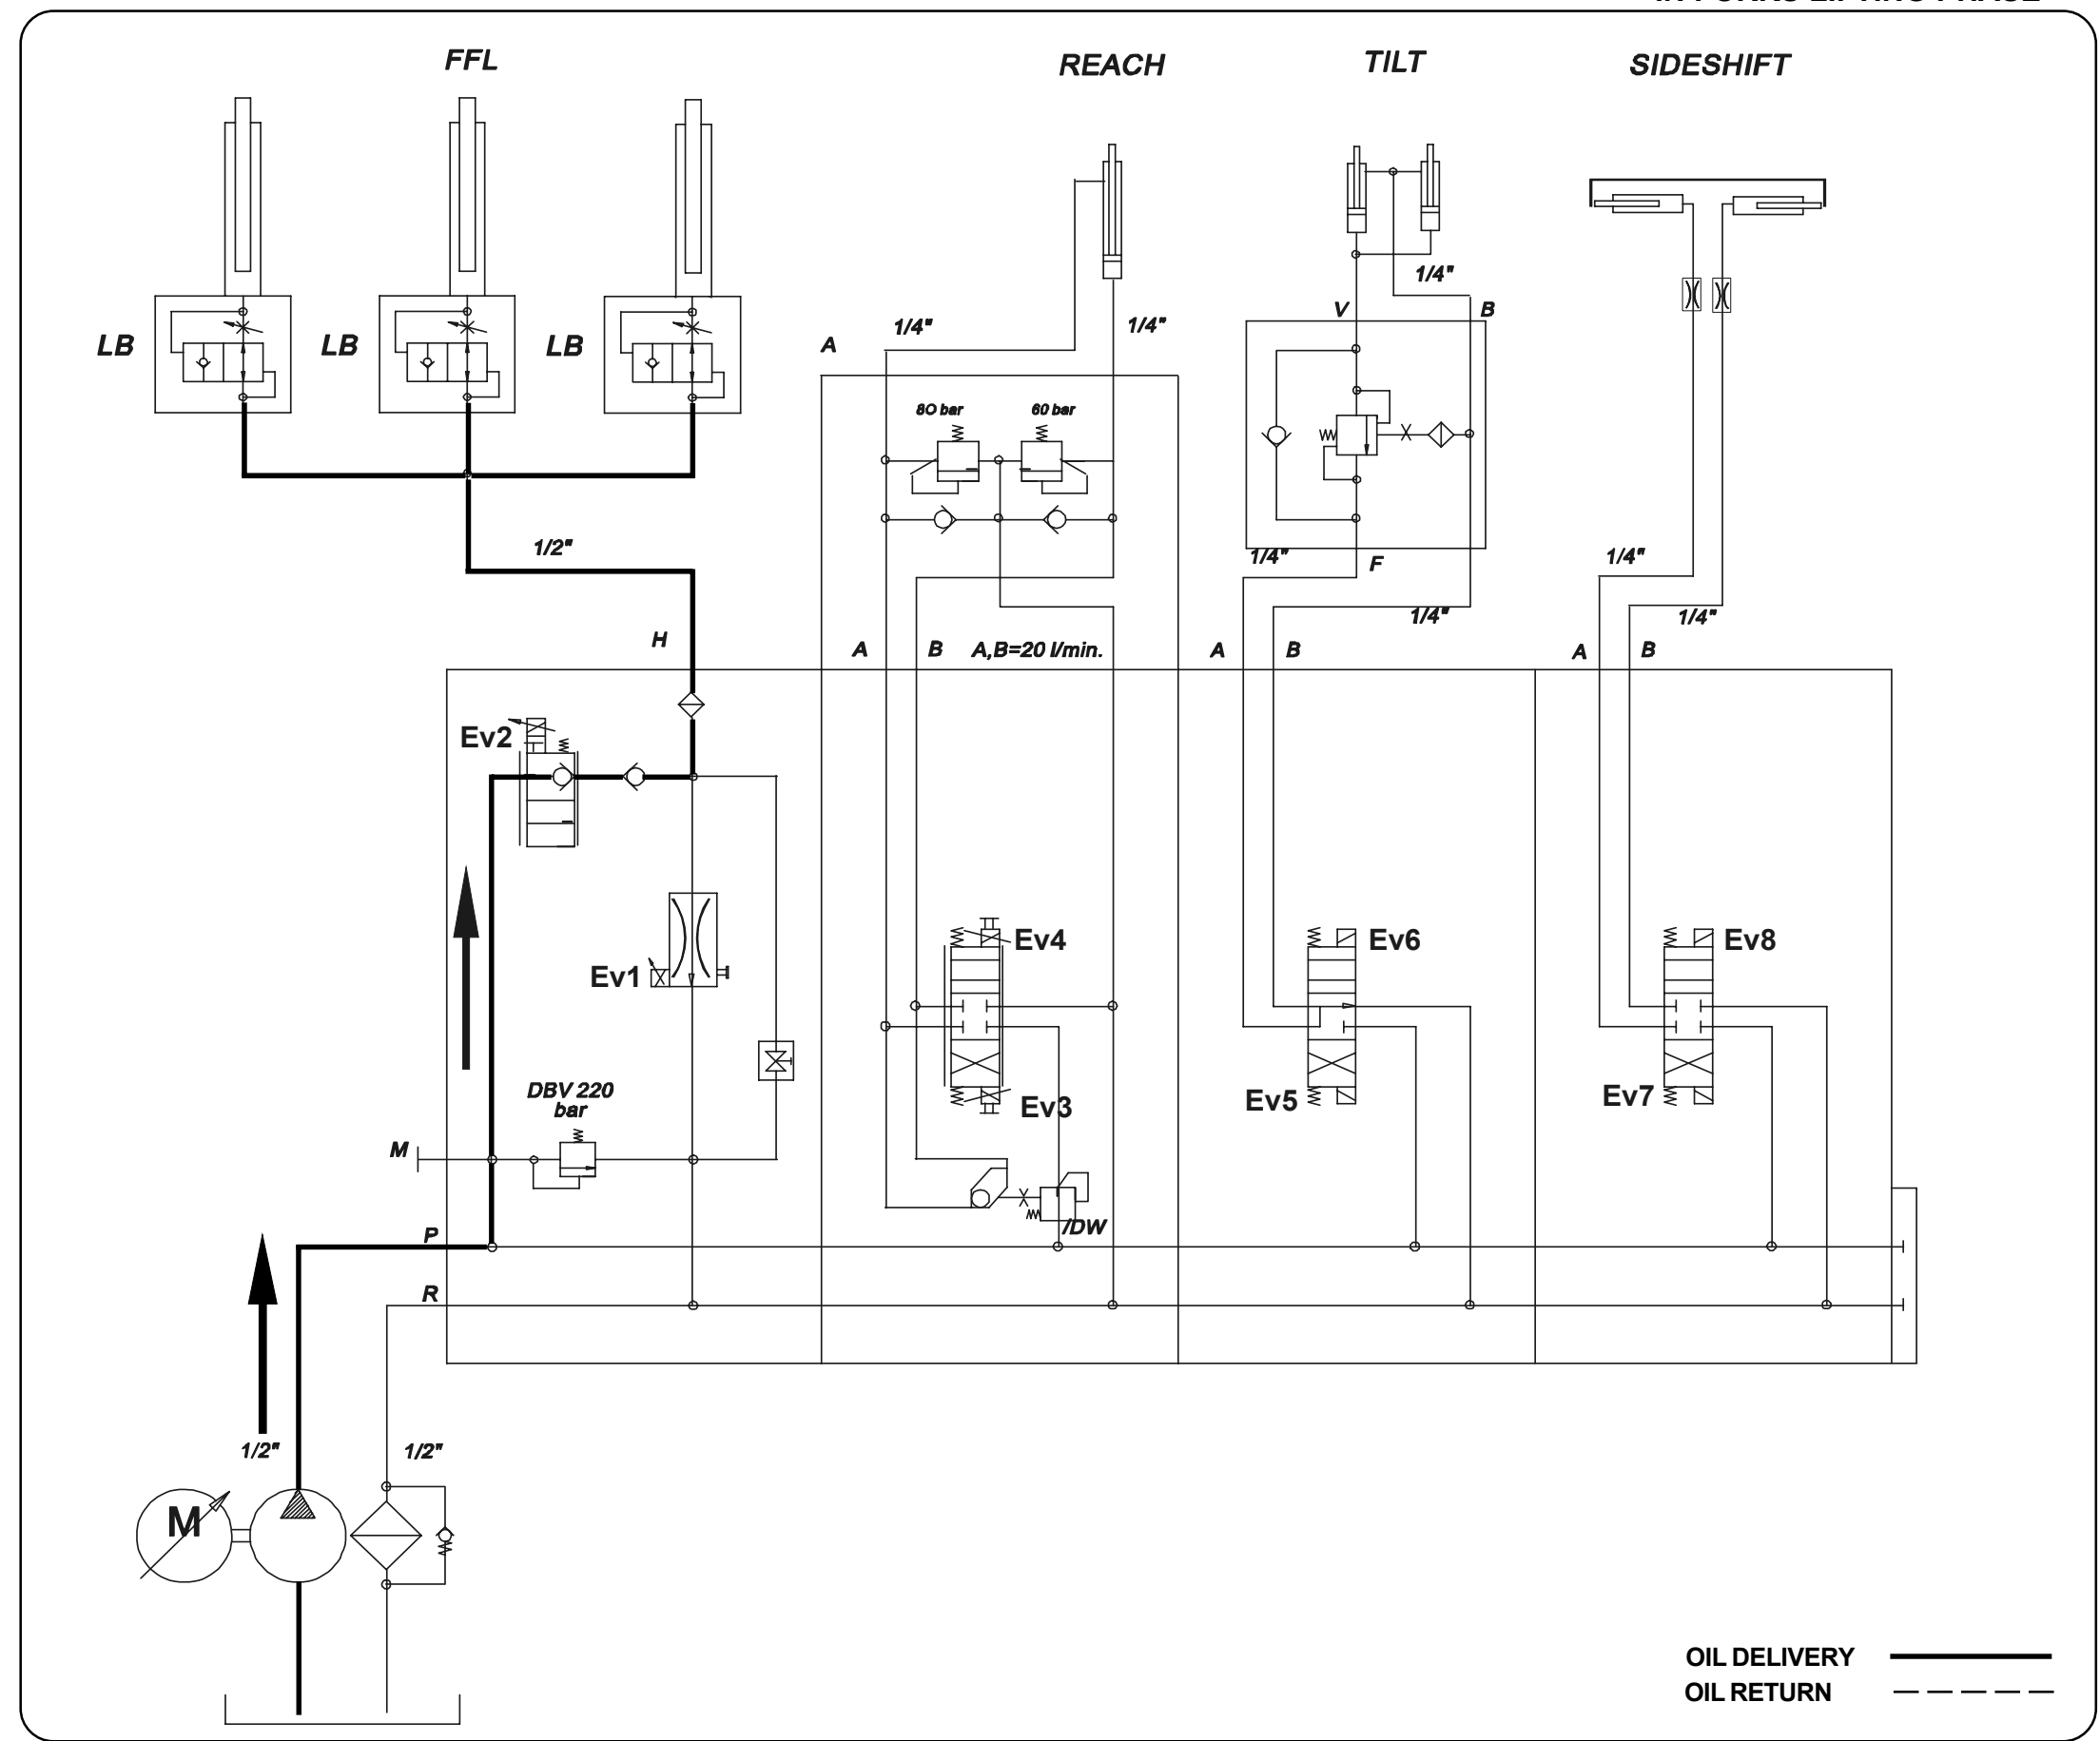 FFL
REACH
TILT
SIDESHIFT
1/4"
V
B
A
1/4"
1/4"
LB
LB
LB
8O bar
60 bar
1/2"
1/4"
F
1/4"
1/4"
1/4"
H
A
B
A,B=20 l/min.
A
B
A
B
Ev2
Ev4
Ev6
Ev8
Ev1
DBV 220
bar
Ev3
Ev5
Ev7
M
/DW
P
R
1/2"
1/2"
M
OIL DELIVERY
OIL RETURN